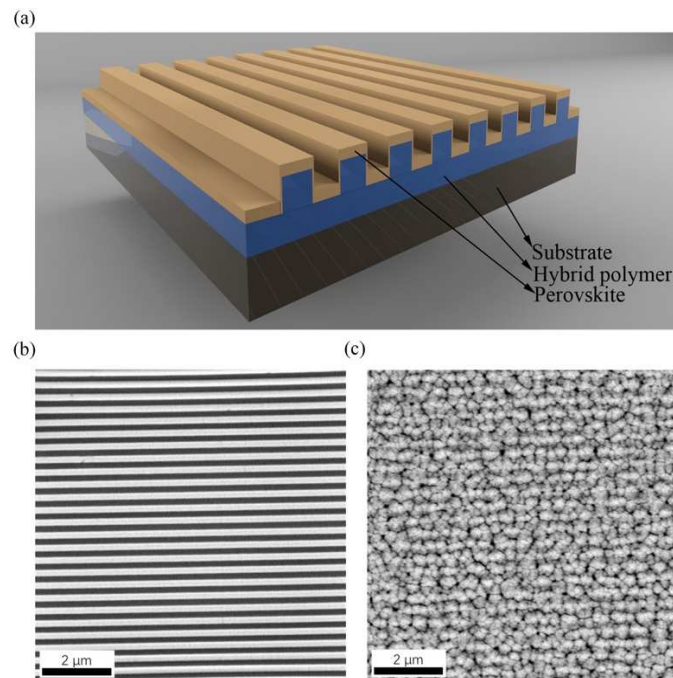 (a)
Substrate
Hybrid polymer
Perovskite
(b)
(c)
2 μm
2 μm